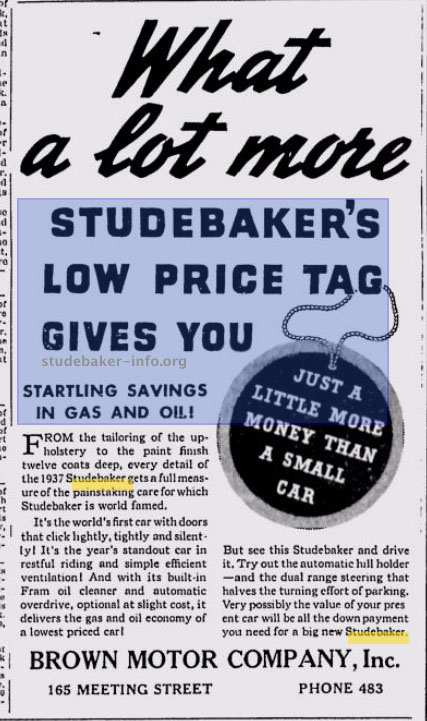 What
a lot more
STUDEBAKER'S
LOW PRICE TAG
GIVES YOU
studebaker-info.org
STARTLING SAVINGS
IN GAS AND OIL!
JUST A
LITTLE MORE
MONEY THAN
A SMALL
CAR
FROM the tailoring of the up-
holstery to the paint finish
twelve coats deep, every detail of
the 1937 Studebaker gets a full meas-
ure of the painstaking care for which
Studebaker is world famed.
It's the world's first car with doors
that click lightly, tightly and silent-
ly! It's the year's standout car in
restful riding and simple efficient
ventilation! And with its built-in
Fram oil cleaner and automatic
overdrive, optional at slight cost, it
delivers the gas and oil economy of
a lowest priced car!
But see this Studebaker and drive
it. Try out the automatic hill holder
—and the dual range steering that
halves the turning effort of parking.
Very possibly the value of your pres
ent car will be all the down payment
you need for a big new Studebaker.
BROWN MOTOR COMPANY, Inc.
165 MEETING STREET PHONE 483